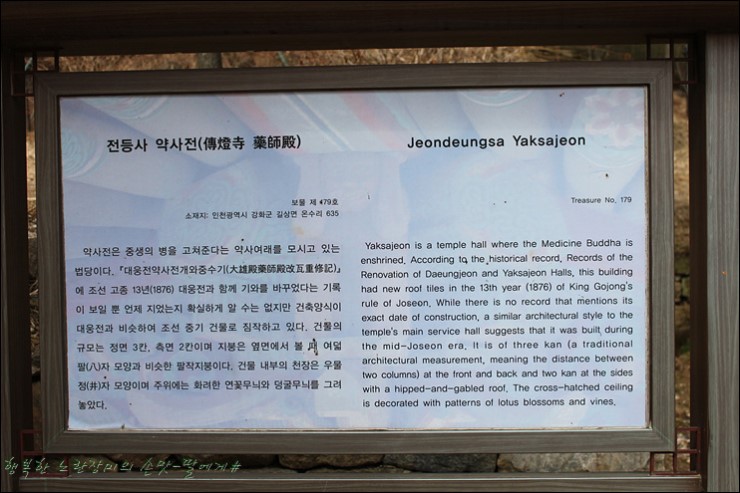 전등사 약사전(傳燈寺 藥師殿)
보물 제 179호
소재지: 인천광역시 강화군 길상면 온수리 635
약사전은 중생의 병을 고쳐준다는 약사여래를 모시고 있는
법당이다. 『대웅전약사전개와중수기(大雄殿藥師殿改瓦重修記)』
에 조선 고종 13년(1876) 대웅전과 함께 기와를 바꾸었다는 기록
이 보일 뿐 언제 지었는지 확실하게 알 수는 없지만 건축양식이
대웅전과 비슷하여 조선 중기 건물로 짐작하고 있다. 건물의
규모는 정면 3칸, 측면 2칸이며 지붕은 옆면에서 볼 때 여덟
팔(八)자 모양과 비슷한 팔작지붕이다. 건물 내부의 천장은 우물
정(井)자 모양이며 주위에는 화려한 연꽃무늬와 덩굴무늬를 그려
놓았다.
Jeondeungsa Yaksajeon
Treasure No. 179
Yaksajeon is a temple hall where the Medicine Buddha is
enshrined. According to the historical record, Records of the
Renovation of Daeungjeon and Yaksajeon Halls, this building
had new roof tiles in the 13th year (1876) of King Gojong's
rule of Joseon. While there is no record that mentions its
exact date of construction, a similar architectural style to the
temple's main service hall suggests that it was built during
the mid-Joseon era. It is of three kan (a traditional
architectural measurement, meaning the distance between
two columns) at the front and back and two kan at the sides
with a hipped-and-gabled roof. The cross-hatched ceiling
is decorated with patterns of lotus blossoms and vines.
행복한 노란장미의 손맛-딸에게#